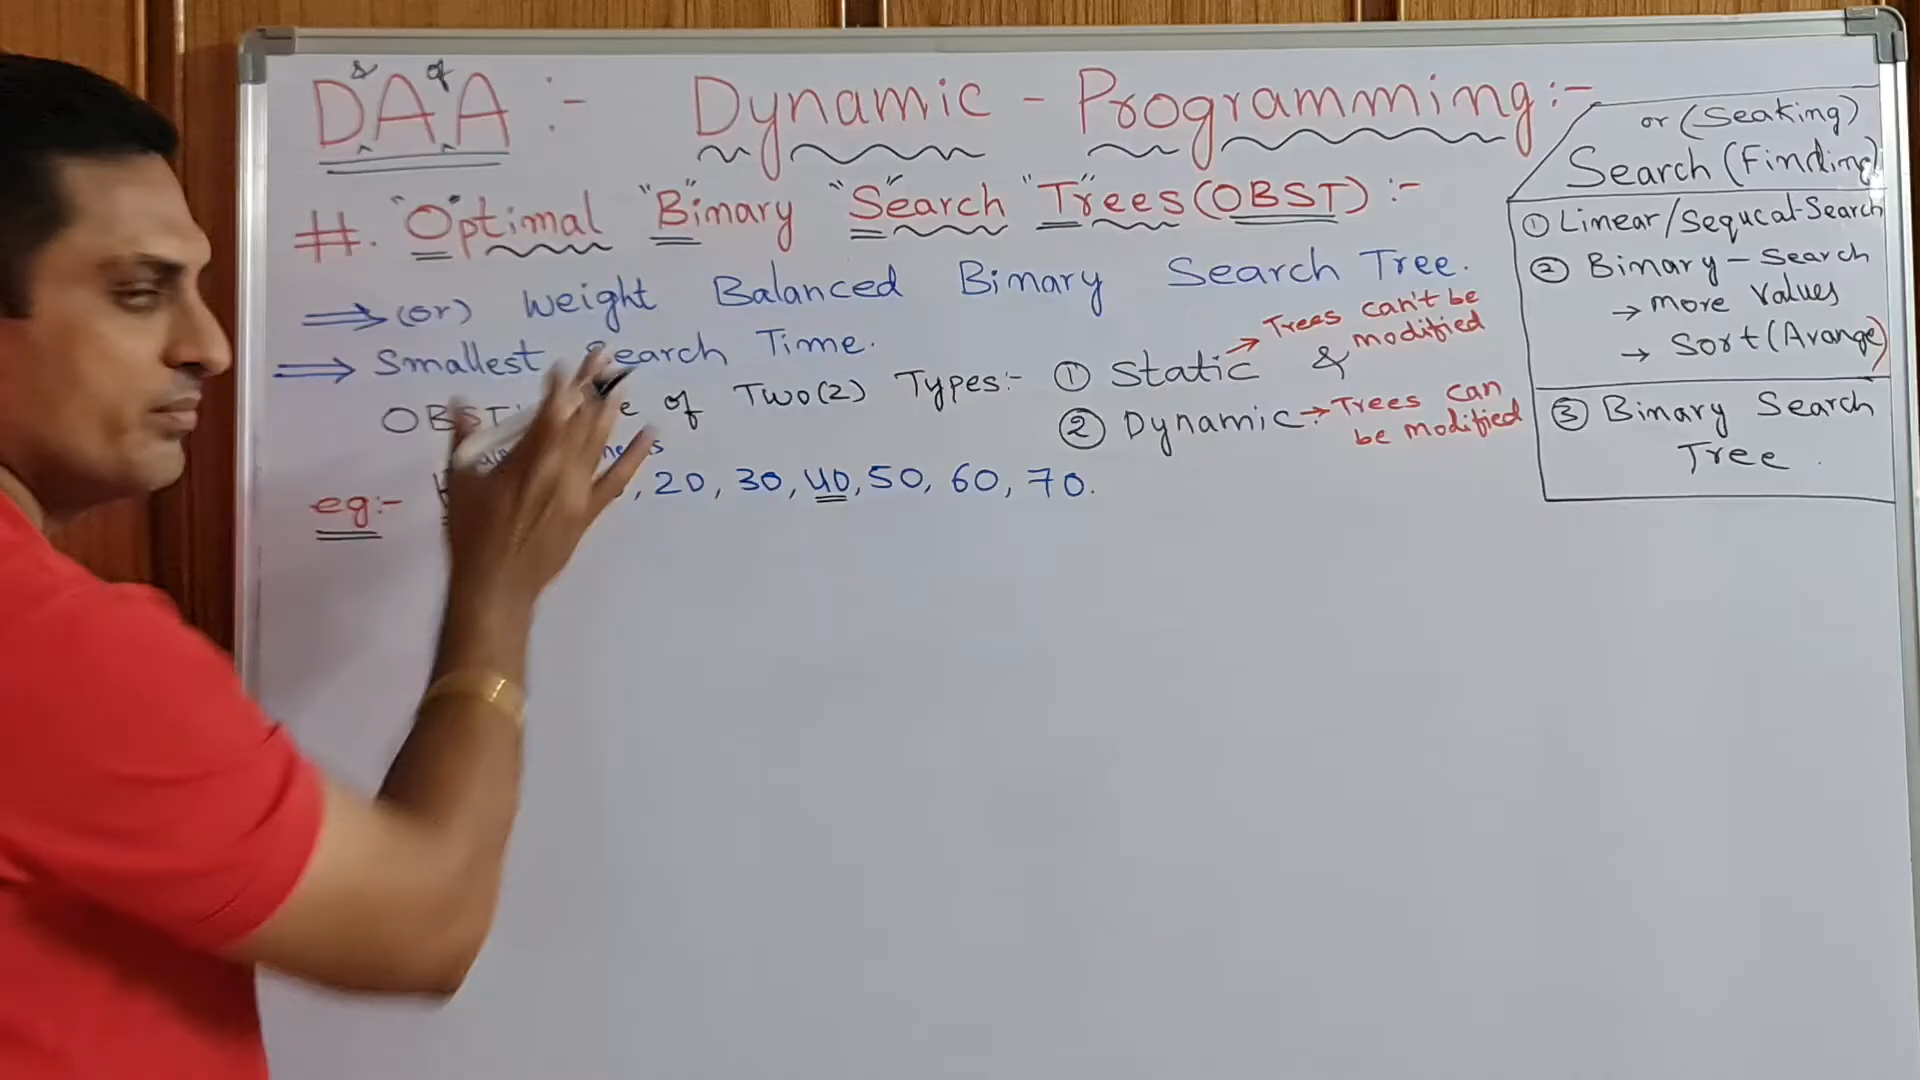 D&AofA :- Dynamic - Programming :-
#. "Optimal "Binary "Search "Trees (OBST) :-
⇒ (or) Weight Balanced Binary Search Tree.
⇒ Smallest Search Time.
OBST's of Two(2) Types:- ① Static → Trees can't be modified &
② Dynamic → Trees can be modified
eg:- , 20, 30, 40, 50, 60, 70.
or (Seaking)
Search (Finding)
① Linear/Sequcal-Search
② Binary - Search
→ more Values
→ Sort (Avange)
③ Binary Search
Tree.